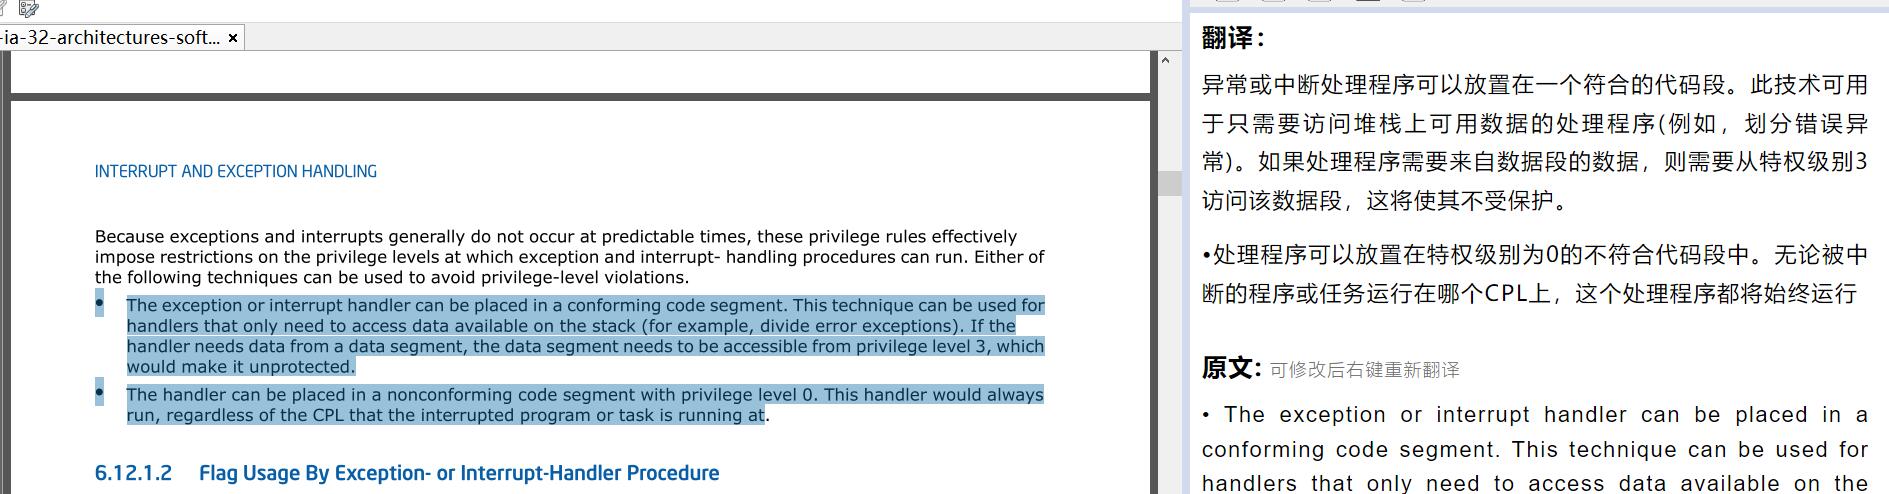 -ia-32-architectures-soft... ×
INTERRUPT AND EXCEPTION HANDLING
Because exceptions and interrupts generally do not occur at predictable times, these privilege rules effectively
impose restrictions on the privilege levels at which exception and interrupt- handling procedures can run. Either of
the following techniques can be used to avoid privilege-level violations.
• The exception or interrupt handler can be placed in a conforming code segment. This technique can be used for
handlers that only need to access data available on the stack (for example, divide error exceptions). If the
handler needs data from a data segment, the data segment needs to be accessible from privilege level 3, which
would make it unprotected.
• The handler can be placed in a nonconforming code segment with privilege level 0. This handler would always
run, regardless of the CPL that the interrupted program or task is running at.
6.12.1.2 Flag Usage By Exception- or Interrupt-Handler Procedure
翻译：
异常或中断处理程序可以放置在一个符合的代码段。此技术可用
于只需要访问堆栈上可用数据的处理程序(例如，划分错误异
常)。如果处理程序需要来自数据段的数据，则需要从特权级别3
访问该数据段，这将使其不受保护。
•处理程序可以放置在特权级别为0的不符合代码段中。无论被中
断的程序或任务运行在哪个CPL上，这个处理程序都将始终运行
原文: 可修改后右键重新翻译
• The exception or interrupt handler can be placed in a
conforming code segment. This technique can be used for
handlers that only need to access data available on the